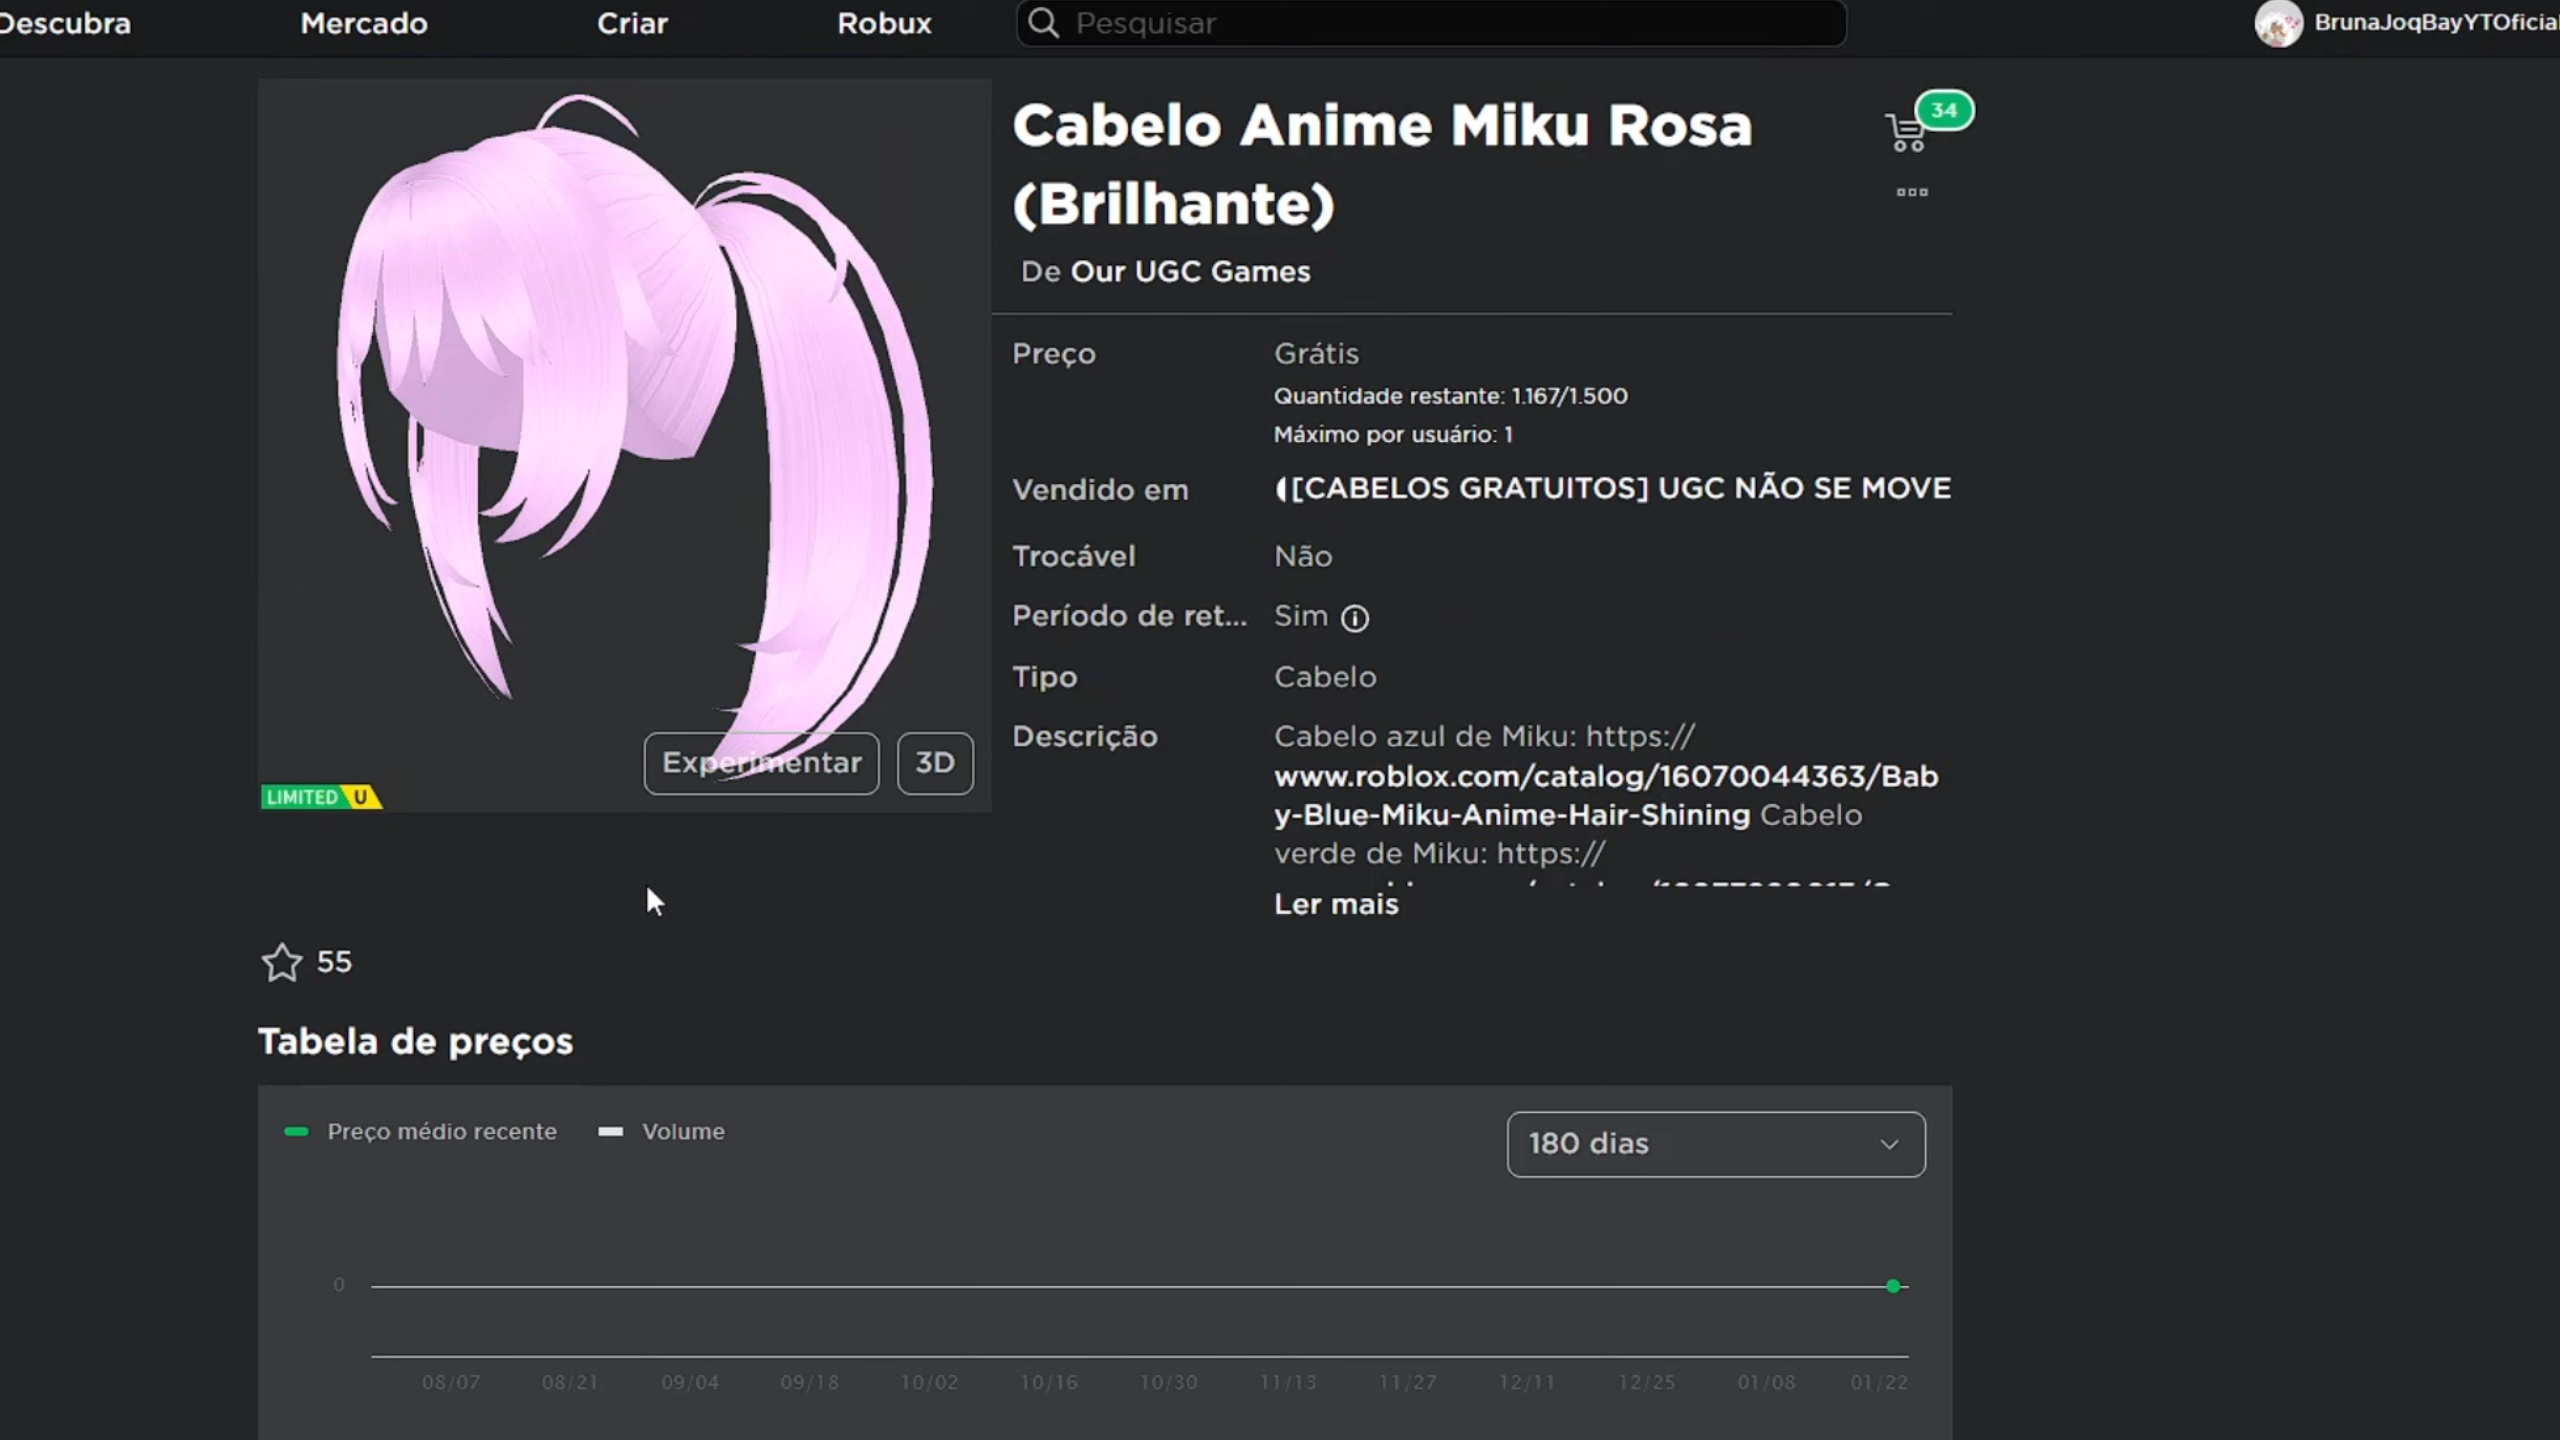 Descubra
Mercado
Criar
Robux
Pesquisar
BrunaJoqBayYTOficial
Cabelo Anime Miku Rosa
(Brilhante)
34
De Our UGC Games
Preço
Grátis
Quantidade restante: 1.167/1.500
Máximo por usuário: 1
Vendido em
[CABELOS GRATUITOS] UGC NÃO SE MOVE
Trocável
Não
Período de ret...
Sim
Tipo
Cabelo
Descrição
Cabelo azul de Miku: https://
www.roblox.com/catalog/16070044363/Bab
y-Blue-Miku-Anime-Hair-Shining Cabelo
verde de Miku: https://
Ler mais
Experimentar
3D
LIMITED U
55
Tabela de preços
Preço médio recente
Volume
180 dias
0
08/07 08/21 09/04 09/18 10/02 10/16 10/30 11/13 11/27 12/11 12/25 01/08 01/22